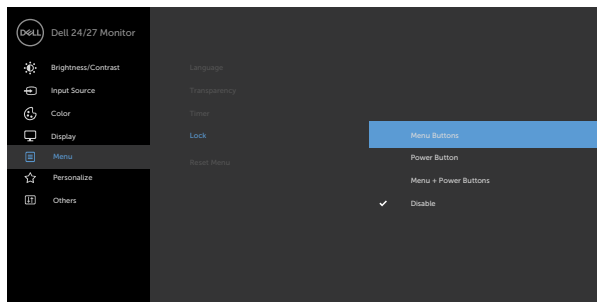 DELL Dell 24/27 Monitor
Brightness/Contrast
Input Source
Color
Display
Menu
Personalize
Others
Language
Transparency
Timer
Lock
Reset Menu
Menu Buttons
Power Button
Menu + Power Buttons
Disable